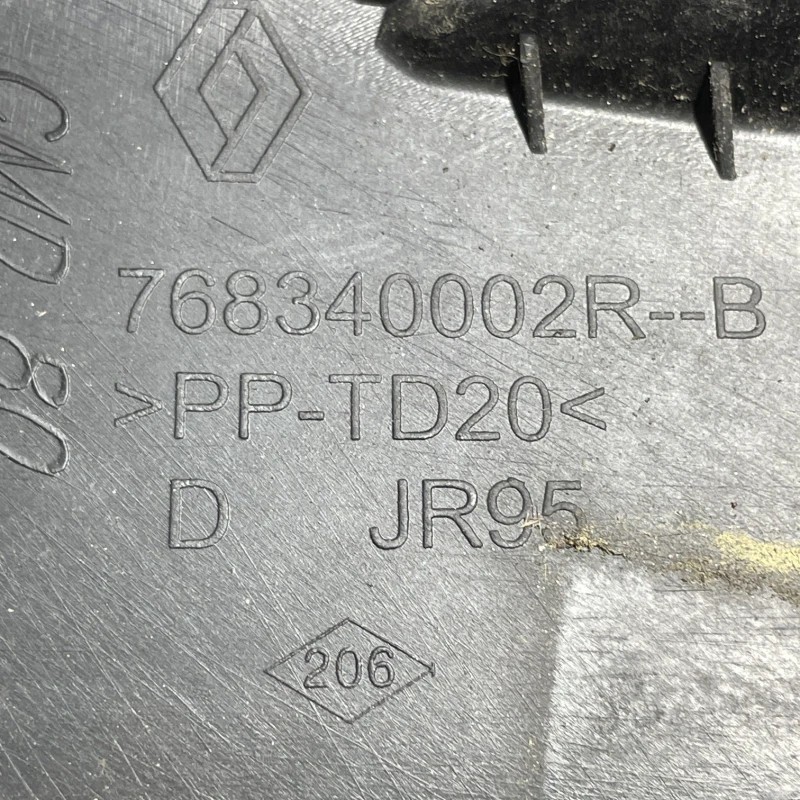 768340002R--B
>PP-TD20<
D JR95
206